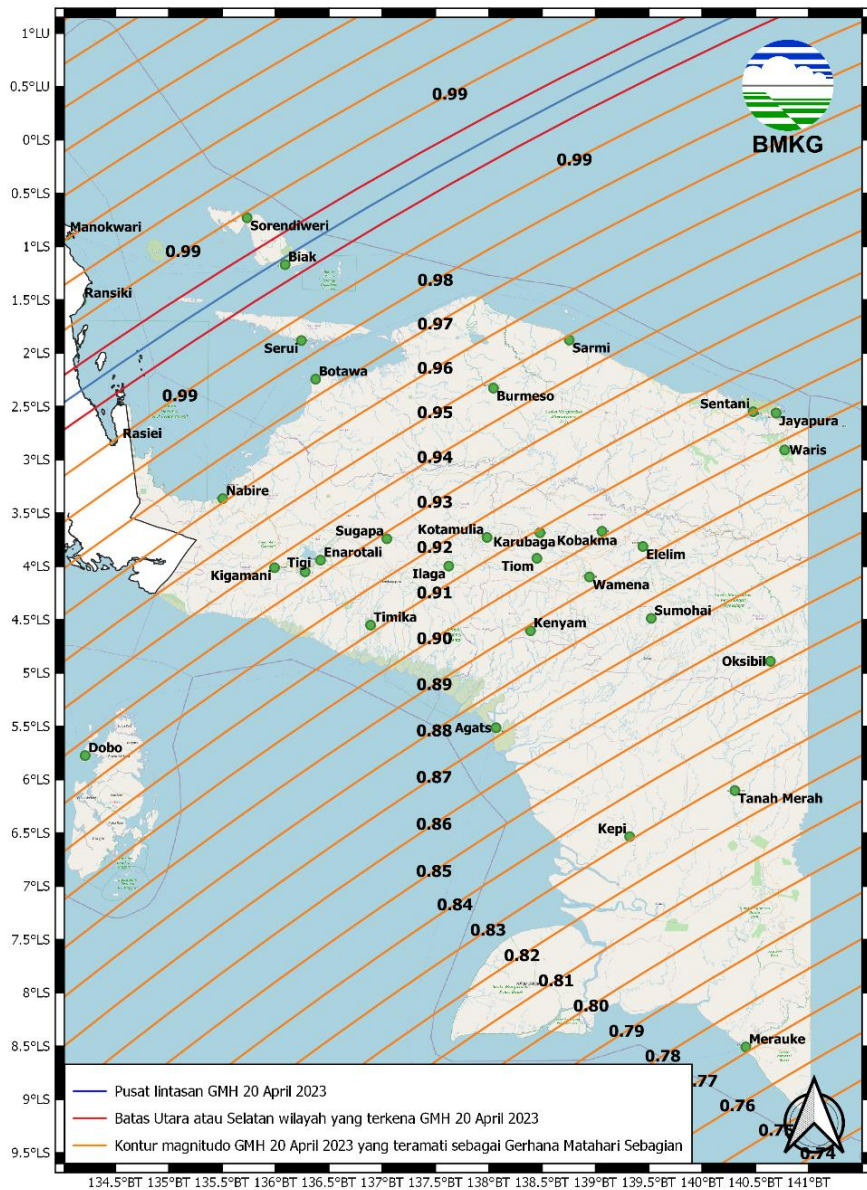 1°LU
0.5°LU
0°LU
0.5°LS
1°LS
1.5°LS
2°LS
2.5°LS
3°LS
3.5°LS
4°LS
4.5°LS
5°LS
5.5°LS
6°LS
6.5°LS
7°LS
7.5°LS
8°LS
8.5°LS
9°LS
9.5°LS
BMKG
0.99
0.99
Sorendiweri
Manokwari
0.99
Biak
0.98
Ransiki
0.97
Serui
Sarmi
0.96
Botawa
Burmeso
0.99
Sentani
0.95
Jayapura
Rasiei
Waris
0.94
Nabire
0.93
Sugapa
Kotamulia
Karubaga
Kobakma
0.92
Enarotali
Elelim
Tigi
Tiom
Kigamani
Ilaga
Wamena
0.91
Timika
Kenyam
Sumohai
0.90
Oksibil
0.89
Agats
0.88
Dobo
0.87
Tanah Merah
0.86
Kepi
0.85
0.84
0.83
0.82
0.81
0.80
0.79
Merauke
0.78
0.77
0.76
0.75
0.74
Pusat lintasan GMH 20 April 2023
Batas Utara atau Selatan wilayah yang terkena GMH 20 April 2023
Kontur magnitudo GMH 20 April 2023 yang teramati sebagai Gerhana Matahari Sebagian
134.5°BT 135°BT 135.5°BT 136°BT 136.5°BT 137°BT 137.5°BT 138°BT 138.5°BT 139°BT 139.5°BT 140°BT 140.5°BT 141°BT